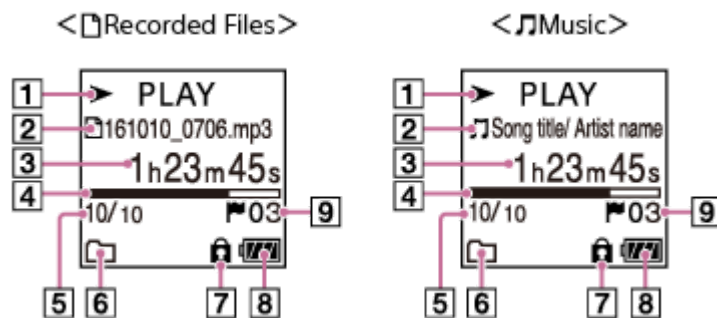 <Recorded Files>
1 PLAY
2 161010_0706.mp3
3 1h23m45s
4
10/10 03 9
5 6 7 8
<Music>
1 PLAY
2 Song title/ Artist name
3 1h23m45s
4
10/10 03 9
5 6 7 8